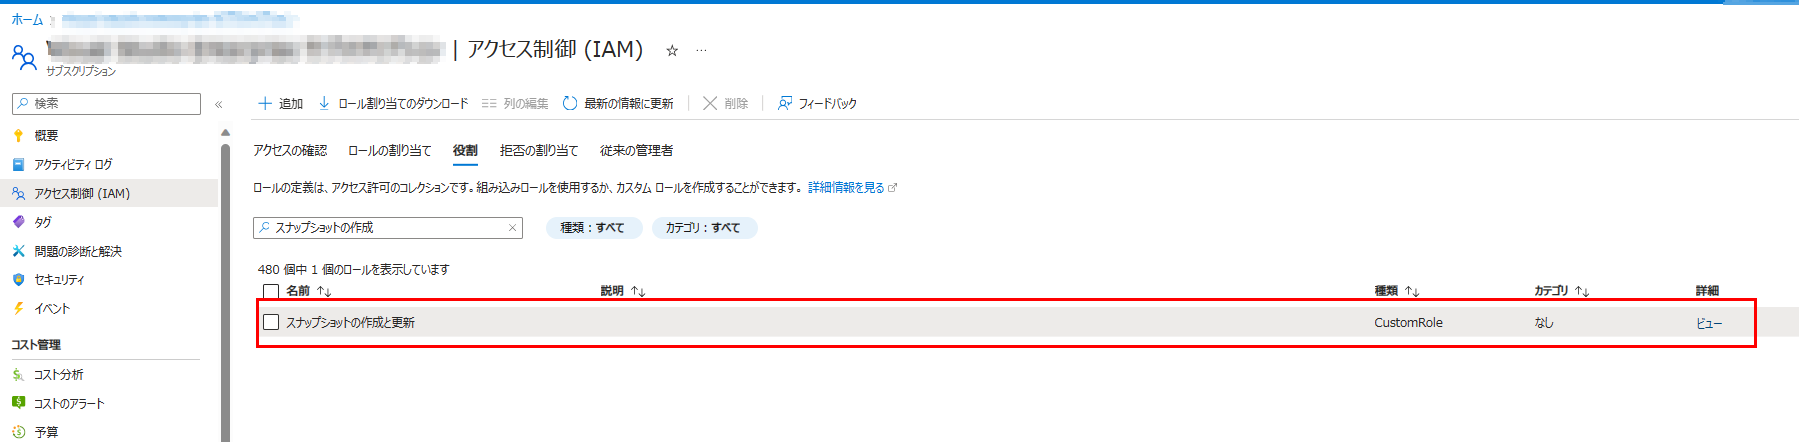 ホーム
| アクセス制御 (IAM) ☆ …
サブスクリプション
検索 «
＋ 追加 ↓ ロール割り当てのダウンロード 列の編集 最新の情報に更新 削除 フィードバック
概要
アクティビティ ログ
アクセス制御 (IAM)
タグ
問題の診断と解決
セキュリティ
イベント
コスト管理
コスト分析
コストのアラート
予算
アクセスの確認 ロールの割り当て 役割 拒否の割り当て 従来の管理者
ロールの定義は、アクセス許可のコレクションです。組み込みロールを使用するか、カスタム ロールを作成することができます。 詳細情報を見る
スナップショットの作成 × 種類 : すべて カテゴリ : すべて
480 個中 1 個のロールを表示しています
名前 ↑↓ 説明 ↑↓ 種類 ↑↓ カテゴリ ↑↓ 詳細
スナップショットの作成と更新 CustomRole なし ビュー